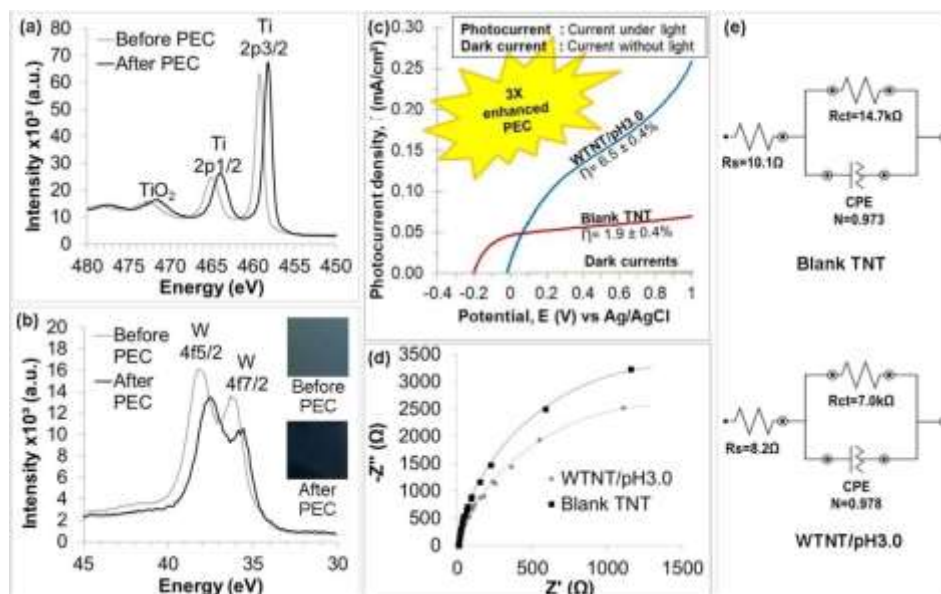 (a)
Before PEC
After PEC
Ti
2p3/2
Ti
2p1/2
TiO₂
Intensity x10³ (a.u.)
80
70
60
50
40
30
20
10
0
480 475 470 465 460 455 450
Energy (eV)
(b)
Before
PEC
After
PEC
W
4f5/2
W
4f7/2
Before
PEC
After
PEC
Intensity x10³ (a.u.)
20
18
16
14
12
10
8
6
4
2
0
45 40 35 30
Energy (eV)
(c)
Photocurrent : Current under light
Dark current : Current without light
3X
enhanced
PEC
WTNT/pH3.0
η= 6.5 ± 0.4%
Blank TNT
η= 1.9 ± 0.4%
Dark currents
Photocurrent density, (mA/cm²)
0.30
0.25
0.20
0.15
0.10
0.05
0.00
-0.4 -0.2 0 0.2 0.4 0.6 0.8 1
Potential, E (V) vs Ag/AgCl
(d)
WTNT/pH3.0
Blank TNT
-Z" (Ω)
3500
3000
2500
2000
1500
1000
500
0
0 500 1000 1500
Z' (Ω)
(e)
Rs=10.1Ω
Rct=14.7kΩ
CPE
N=0.973
Blank TNT
Rs=8.2Ω
Rct=7.0kΩ
CPE
N=0.978
WTNT/pH3.0